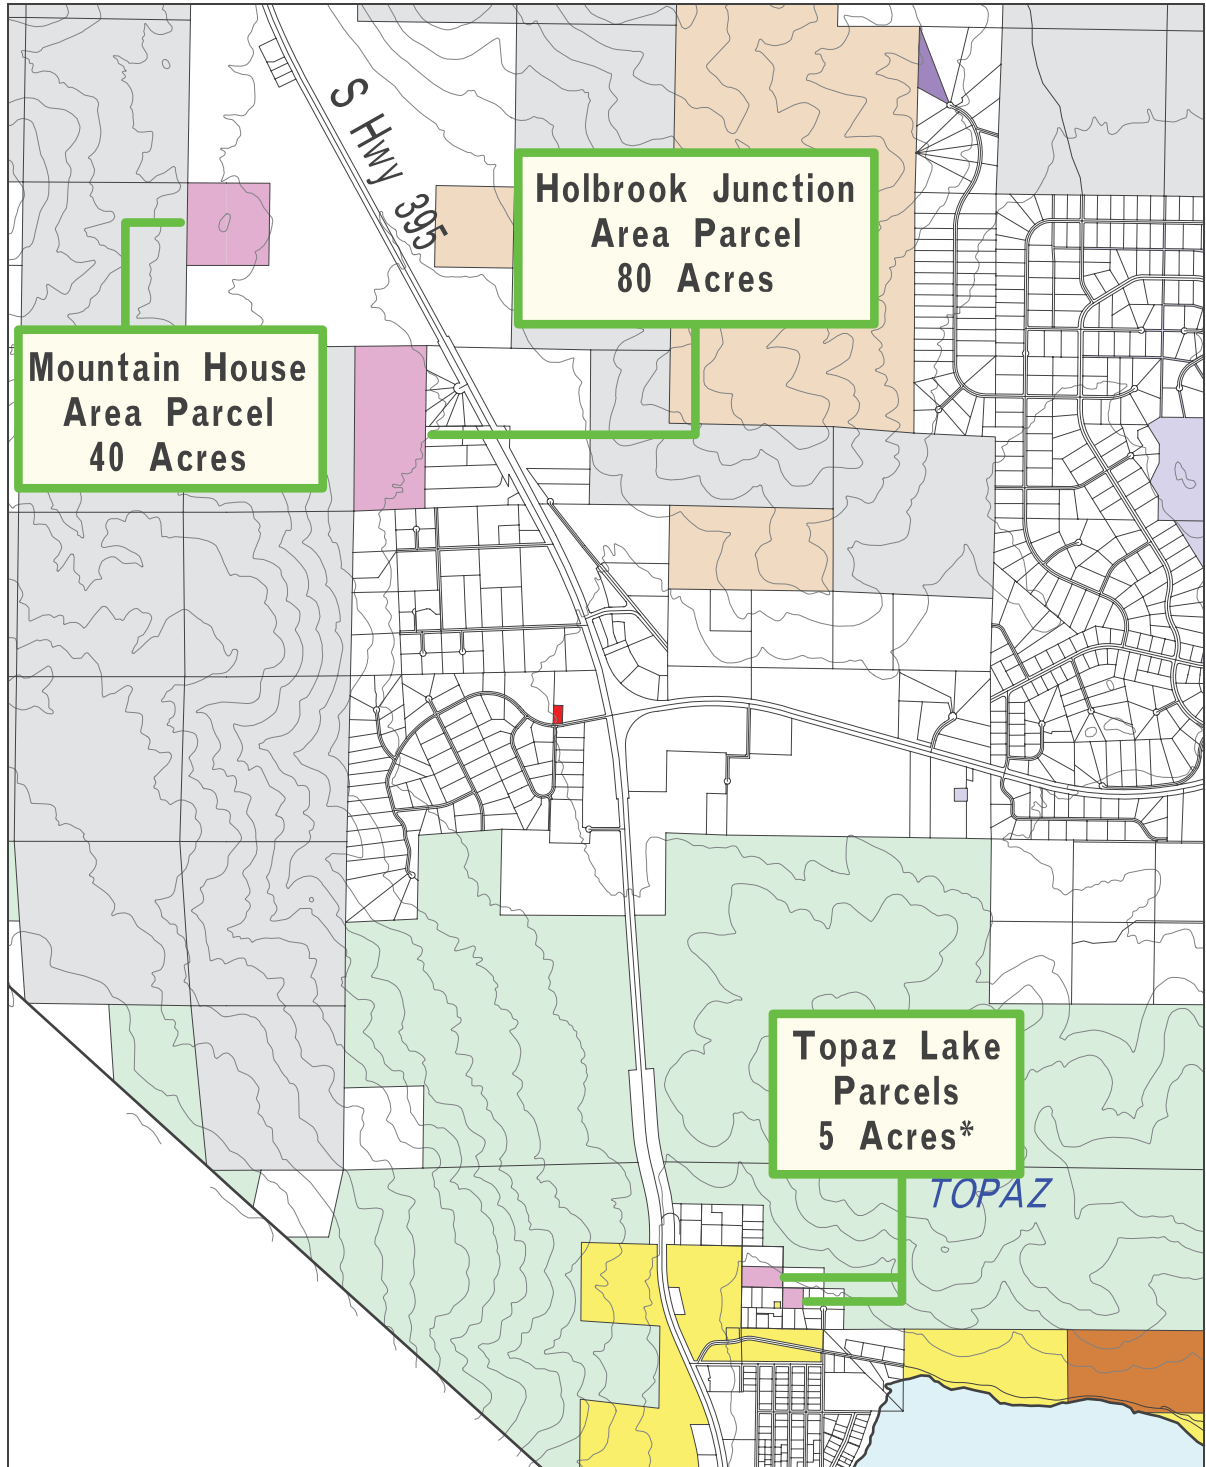 S Hwy 395
Holbrook Junction
Area Parcel
80 Acres
Mountain House
Area Parcel
40 Acres
Topaz Lake
Parcels
5 Acres*
TOPAZ